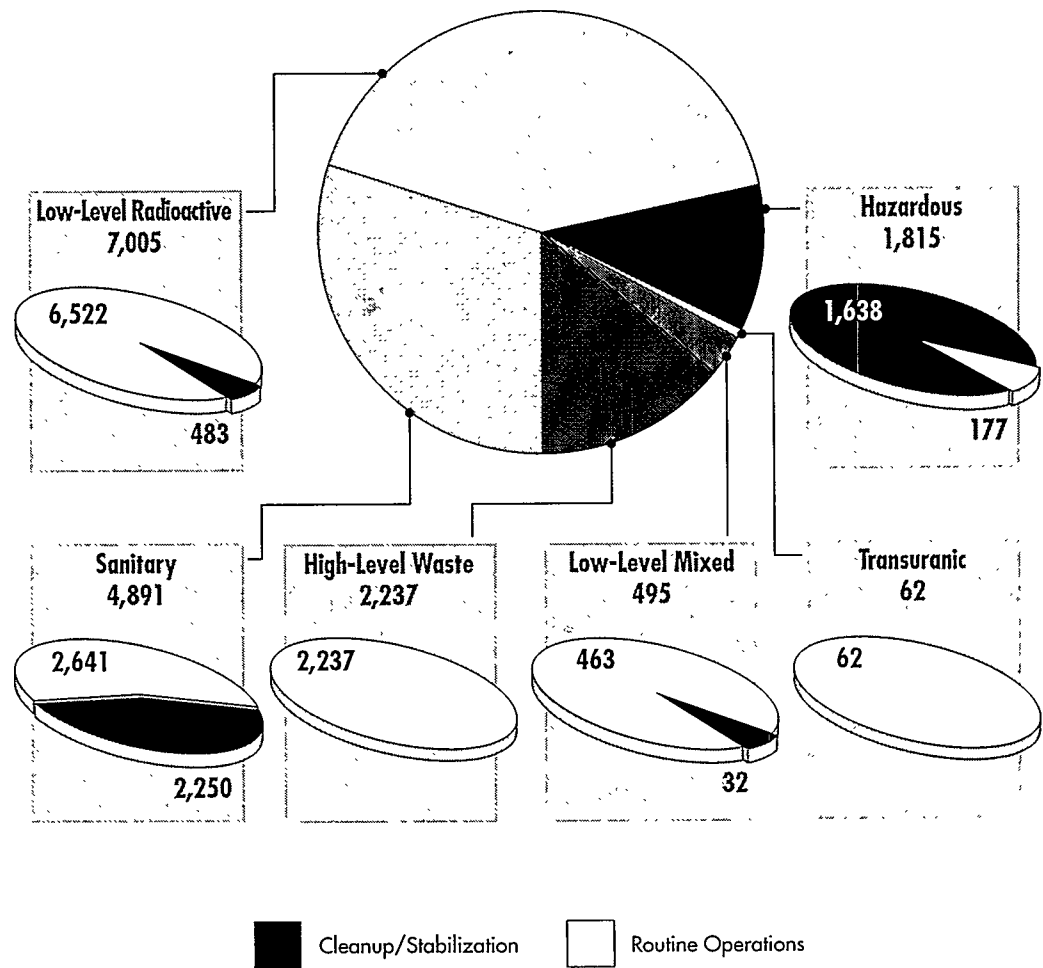 Low-Level Radioactive
7,005
6,522
483
Hazardous
1,815
1,638
177
Sanitary
4,891
2,641
2,250
High-Level Waste
2,237
2,237
Low-Level Mixed
495
463
32
Transuranic
62
62
Cleanup/Stabilization
Routine Operations